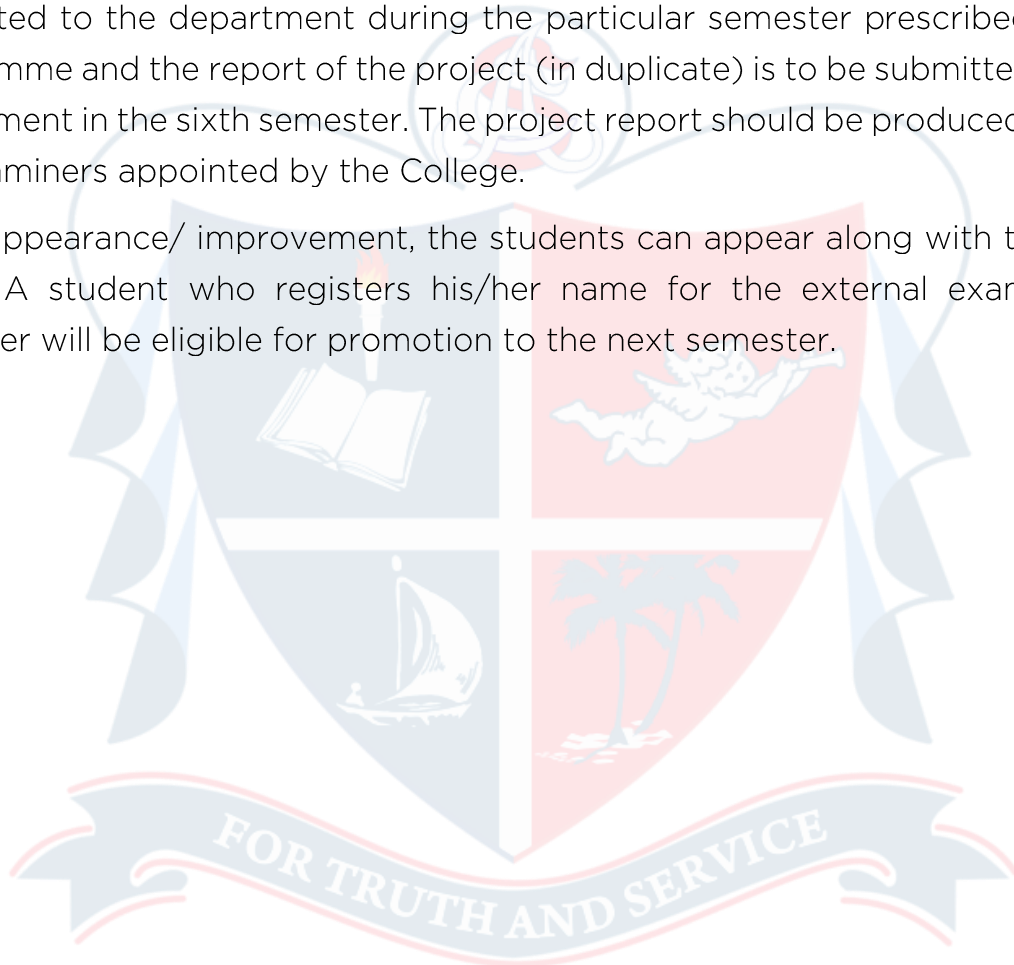 ted to the department during the particular semester prescribed
mme and the report of the project (in duplicate) is to be submitte
ment in the sixth semester. The project report should be produced
miners appointed by the College.
ppearance/ improvement, the students can appear along with t
A student who registers his/her name for the external exar
er will be eligible for promotion to the next semester.
FOR TRUTH AND SERVICE